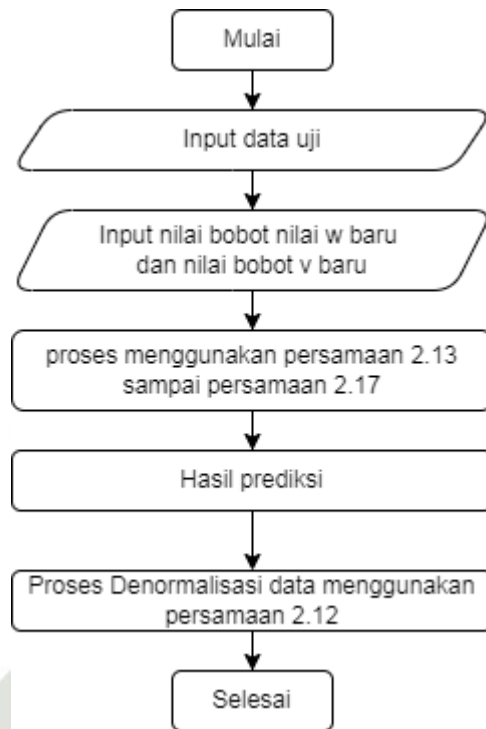 Mulai
Input data uji
Input nilai bobot nilai w baru
dan nilai bobot v baru
proses menggunakan persamaan 2.13
sampai persamaan 2.17
Hasil prediksi
Proses Denormalisasi data menggunakan
persamaan 2.12
Selesai